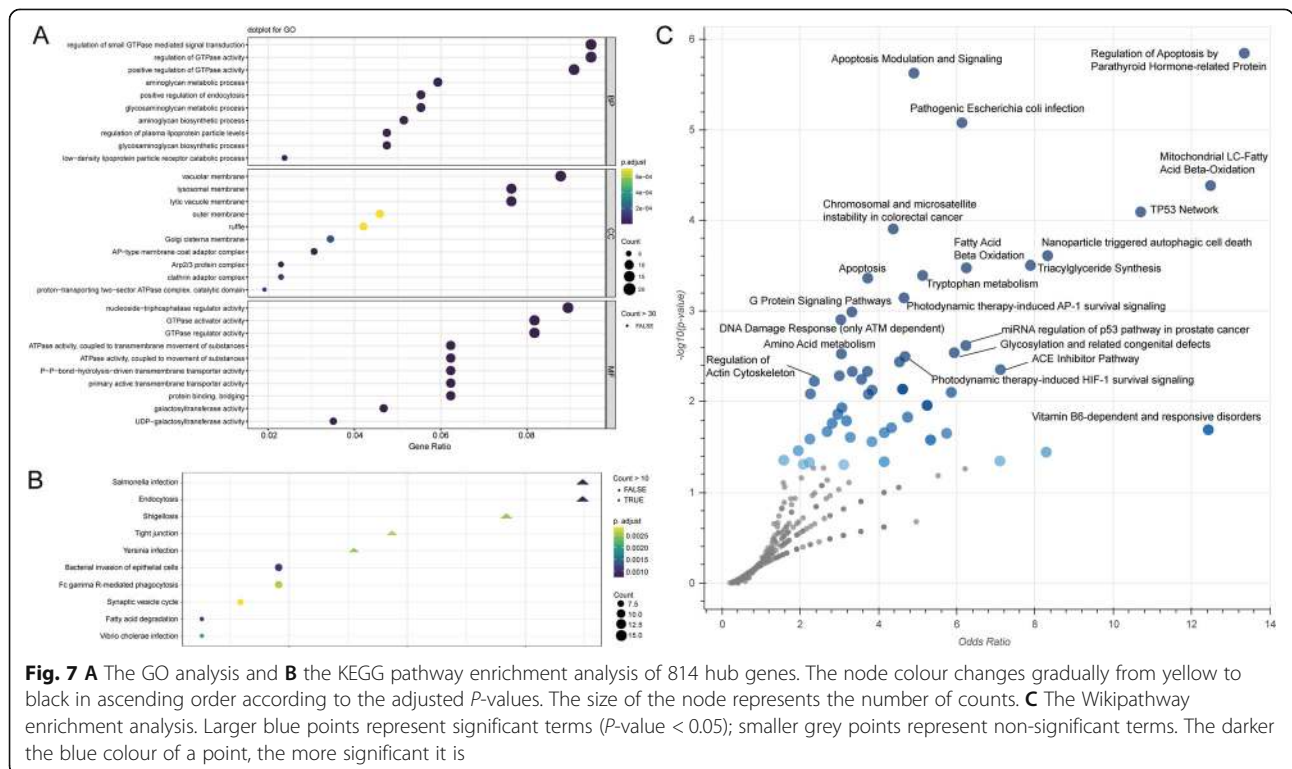 A
dotplot for GO
regulation of small GTPase mediated signal transduction
regulation of GTPase activity
positive regulation of GTPase activity
aminoglycan metabolic process
positive regulation of endocytosis
glycosaminoglycan metabolic process
aminoglycan biosynthetic process
regulation of plasma lipoprotein particle levels
glycosaminoglycan biosynthetic process
low-density lipoprotein particle receptor catabolic process
BP
vacuolar membrane
lysosomal membrane
lytic vacuole membrane
outer membrane
ruffle
Golgi cisterna membrane
AP-type membrane coat adaptor complex
Arp2/3 protein complex
clathrin adaptor complex
proton-transporting two-sector ATPase complex, catalytic domain
CC
nucleoside-triphosphatase regulator activity
GTPase activator activity
GTPase regulator activity
ATPase activity, coupled to transmembrane movement of substances
ATPase activity, coupled to movement of substances
P-P-bond-hydrolysis-driven transmembrane transporter activity
primary active transmembrane transporter activity
protein binding, bridging
galactosyltransferase activity
UDP-galactosyltransferase activity
MF
0.02 0.04 0.06 0.08
Gene Ratio
p.adjust
6e-04
4e-04
2e-04
Count
5
10
15
20
Count > 30
FALSE
B
Salmonella infection
Endocytosis
Shigellosis
Tight junction
Yersinia infection
Bacterial invasion of epithelial cells
Fc gamma R-mediated phagocytosis
Synaptic vesicle cycle
Fatty acid degradation
Vibrio cholerae infection
Count > 10
FALSE
TRUE
p. adjust
0.0025
0.0020
0.0015
0.0010
Count
7.5
10.0
12.5
15.0
C
6
5
4
3
2
1
0
-log10(p-value)
Apoptosis Modulation and Signaling
Regulation of Apoptosis by
Parathyroid Hormone-related Protein
Pathogenic Escherichia coli infection
Mitochondrial LC-Fatty
Acid Beta-Oxidation
TP53 Network
Chromosomal and microsatellite
instability in colorectal cancer
Nanoparticle triggered autophagic cell death
Fatty Acid
Beta Oxidation
Triacylglyceride Synthesis
Apoptosis
Tryptophan metabolism
G Protein Signaling Pathways
Photodynamic therapy-induced AP-1 survival signaling
DNA Damage Response (only ATM dependent)
miRNA regulation of p53 pathway in prostate cancer
Amino Acid metabolism
Glycosylation and related congenital defects
Regulation of
Actin Cytoskeleton
ACE Inhibitor Pathway
Photodynamic therapy-induced HIF-1 survival signaling
Vitamin B6-dependent and responsive disorders
0 2 4 6 8 10 12 14
Odds Ratio
Fig. 7 A The GO analysis and B the KEGG pathway enrichment analysis of 814 hub genes. The node colour changes gradually from yellow to
black in ascending order according to the adjusted P-values. The size of the node represents the number of counts. C The Wikipathway
enrichment analysis. Larger blue points represent significant terms (P-value < 0.05); smaller grey points represent non-significant terms. The darker
the blue colour of a point, the more significant it is